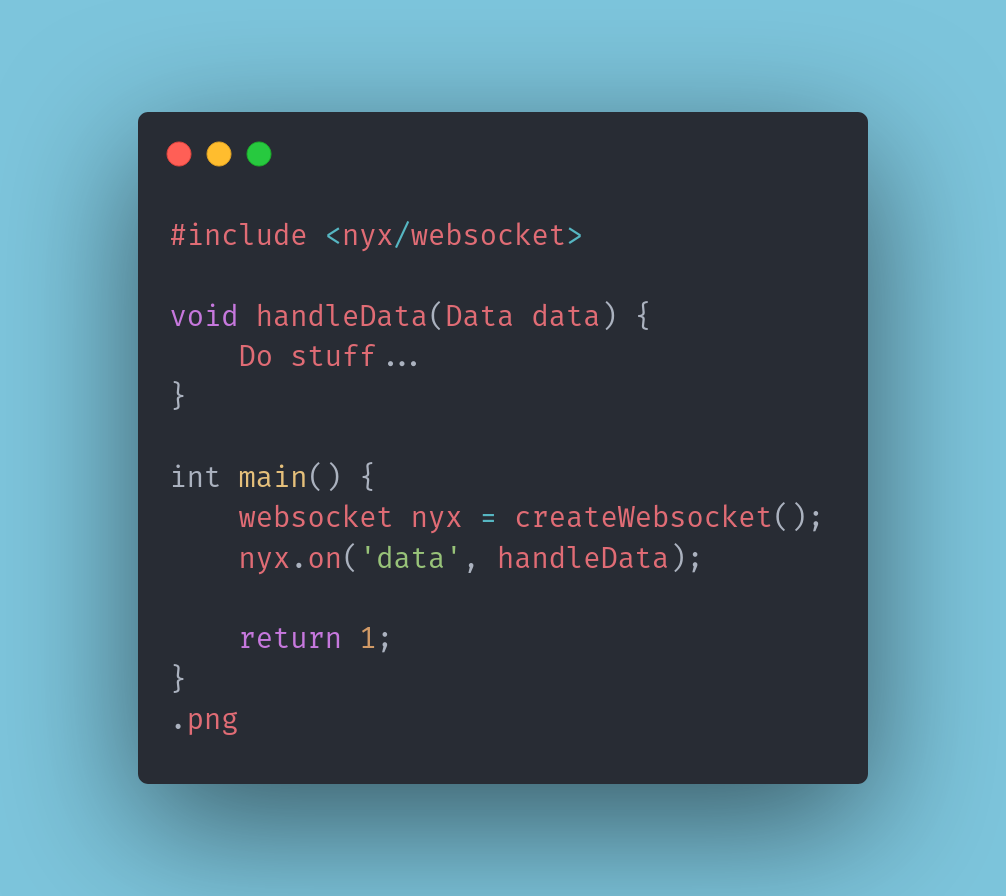 #include <nyx/websocket>
void handleData(Data data) {
    Do stuff...
}
int main() {
    websocket nyx = createWebsocket();
    nyx.on('data', handleData);
    return 1;
}
.png